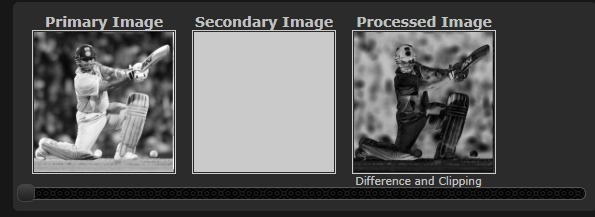 Primary Image
Secondary Image
Processed Image
Difference and Clipping